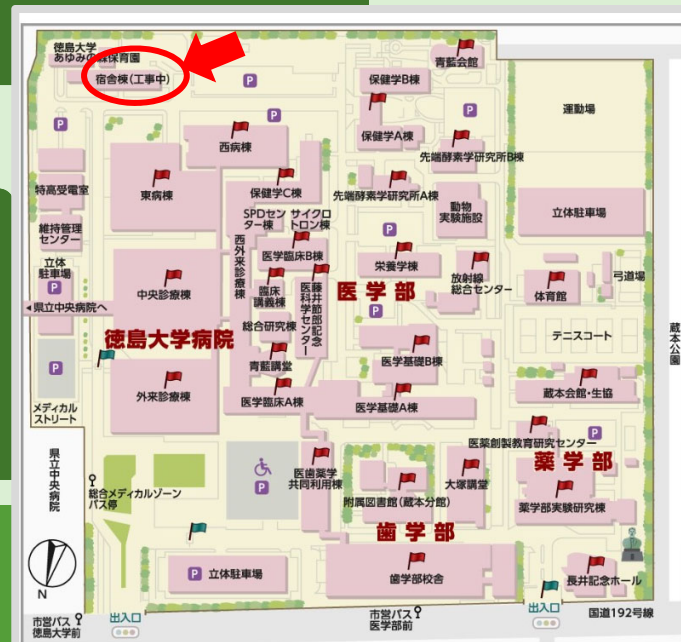 徳島大学
あゆみの森保育園
宿舎棟(工事中)
青藍会館
保健学B棟
P
P
P
P
運動場
保健学A棟
西病棟
先端酵素学研究所B棟
特高受電室
東病棟
保健学C棟
先端酵素学研究所A棟
動物
実験施設
立体駐車場
SPDセン
ター棟
サイクロ
トロン棟
維持管理
センター
西外来診療棟
P
医学臨床B棟
栄養学棟
放射線
総合センター
弓道場
体育館
立体
駐車場
P
中央診療棟
臨床
講義棟
藤井節郎記念
医科学センター
医学部
P
◂県立中央病院へ
総合研究棟
徳島大学病院
テニスコート
蔵本公園
青藍講堂
医学基礎B棟
P
外来診療棟
医学臨床A棟
医学基礎A棟
蔵本会館・生協
メディカル
ストリート
医薬創製教育研究センター
P
薬学部
県立中央病院
総合メディカルゾーン
バス停
P
医歯薬学
共同利用棟
附属図書館(蔵本分館)
大塚講堂
薬学部実験研究棟
歯学部
P 立体駐車場
歯学部校舎
長井記念ホール
N
市営バス
徳島大学前
出入口
市営バス
医学部前
出入口
国道192号線